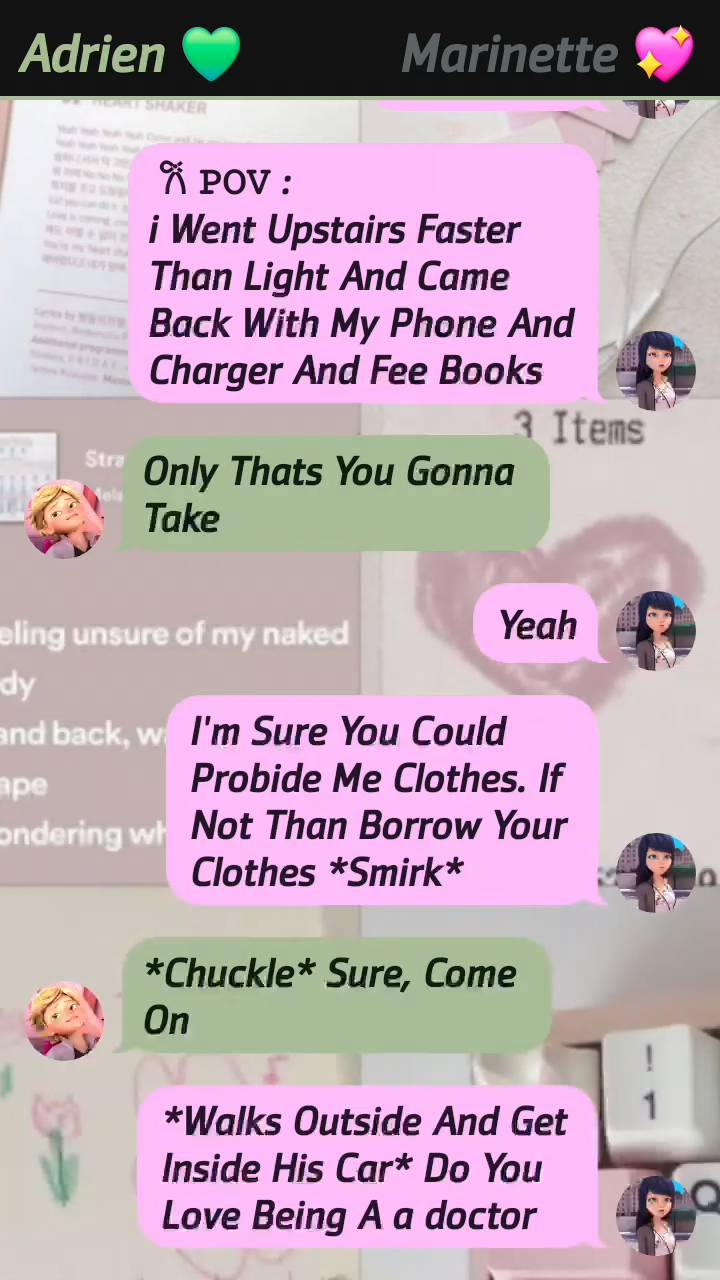 Adrien 💚 Marinette 💖
HEART SHAKER
🎀 POV :
i Went Upstairs Faster
Than Light And Came
Back With My Phone And
Charger And Fee Books
3 Items
Only Thats You Gonna
Take
Stra
Yeah
eling unsure of my naked
dy
and back, wa
ape
ondering wh
I'm Sure You Could
Probide Me Clothes. If
Not Than Borrow Your
Clothes *Smirk*
*Chuckle* Sure, Come
On
!
1
*Walks Outside And Get
Inside His Car* Do You
Love Being A a doctor
Q